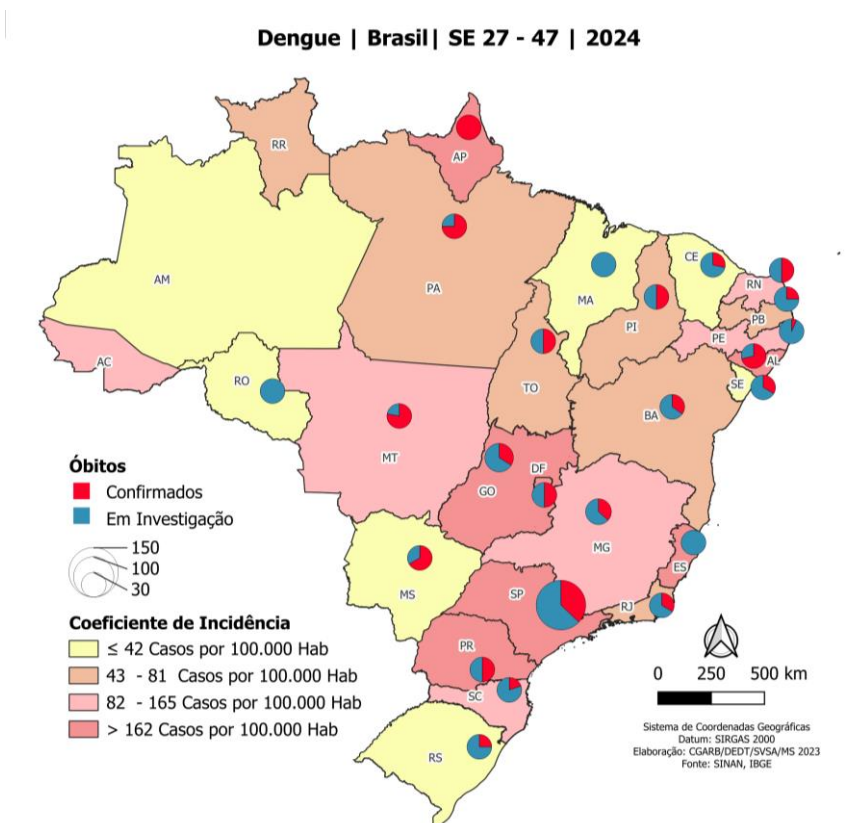 Dengue | Brasil| SE 27 - 47 | 2024
RR
AP
AM
PA
MA
CE
RN
PI
PB
PE
AC
AL
RO
TO
SE
BA
MT
DF
GO
MG
ES
MS
SP
RJ
PR
SC
RS
Óbitos
Confirmados
Em Investigação
150
100
30
Coeficiente de Incidência
≤ 42 Casos por 100.000 Hab
43 - 81 Casos por 100.000 Hab
82 - 165 Casos por 100.000 Hab
> 162 Casos por 100.000 Hab
0 250 500 km
Sistema de Coordenadas Geográficas
Datum: SIRGAS 2000
Elaboração: CGARB/DEDT/SVSA/MS 2023
Fonte: SINAN, IBGE